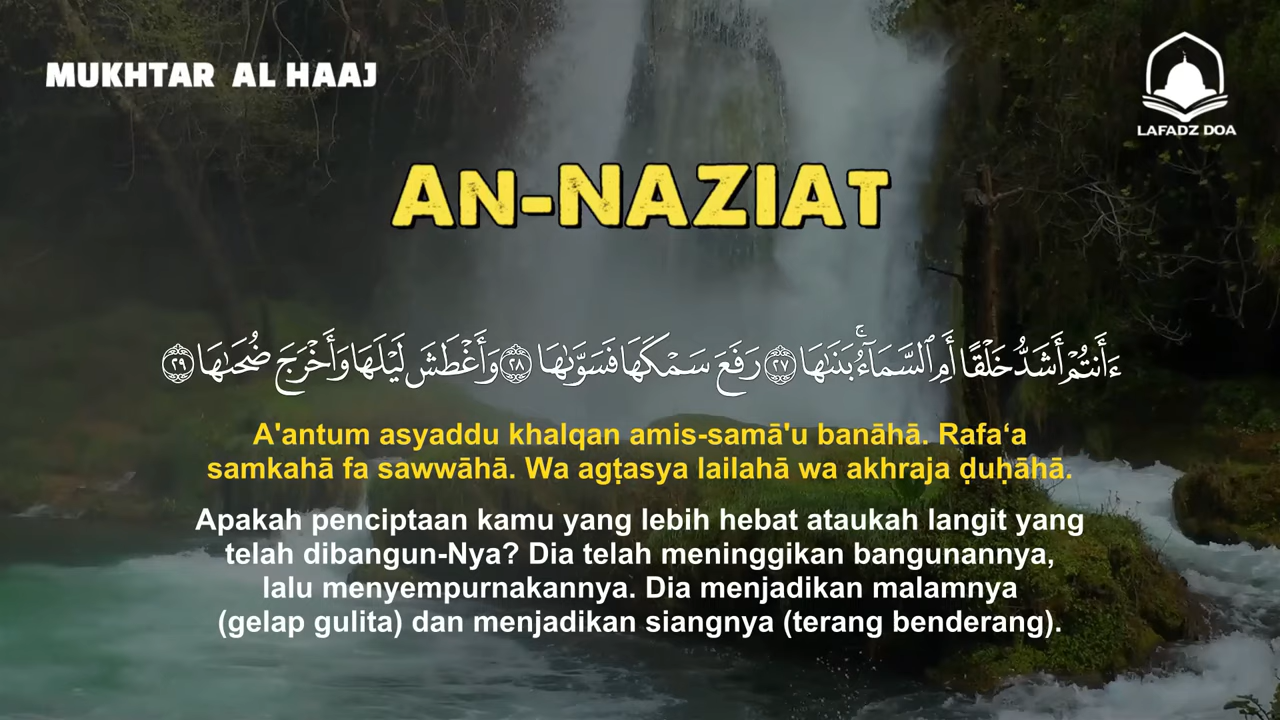 MUKHTAR AL HAAJ
LAFADZ DOA
AN-NAZIAT
ءَأَنتُمْ أَشَدُّ خَلْقًا أَمِ ٱلسَّمَآءُ ۚ بَنَىٰهَا ٢٧ رَفَعَ سَمْكَهَا فَسَوَّىٰهَا ٢٨ وَأَغْطَشَ لَيْلَهَا وَأَخْرَجَ ضُحَىٰهَا ٢٩
A'antum asyaddu khalqan amis-samā'u banāhā. Rafa‘a
samkahā fa sawwāhā. Wa agṭasya lailahā wa akhraja ḍuḥāhā.
Apakah penciptaan kamu yang lebih hebat ataukah langit yang
telah dibangun-Nya? Dia telah meninggikan bangunannya,
lalu menyempurnakannya. Dia menjadikan malamnya
(gelap gulita) dan menjadikan siangnya (terang benderang).